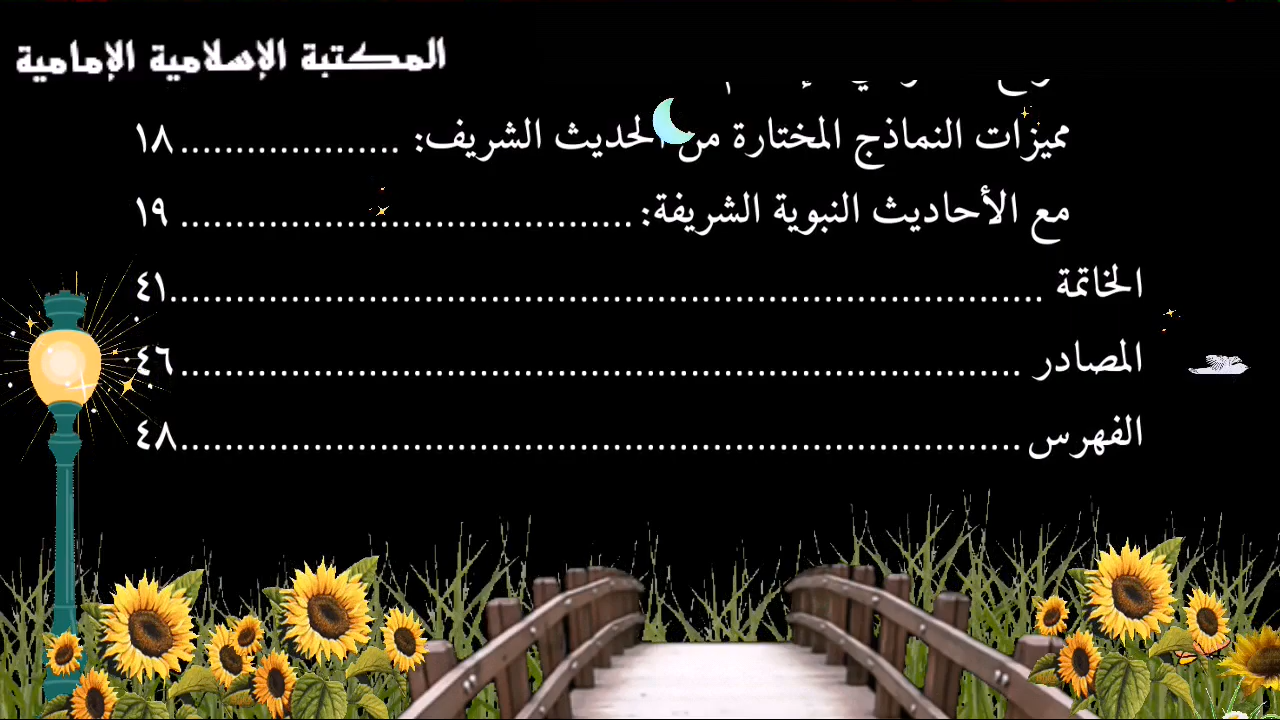 المكتبة الإسلامية الإمامية
مميزات النماذج المختارة من الحديث الشريف: ................... ١٨
مع الأحاديث النبوية الشريفة: ....................................... ١٩
الخاتمة ........................................................................... ٤١
المصادر ......................................................................... ٤٦
الفهرس ......................................................................... ٤٨